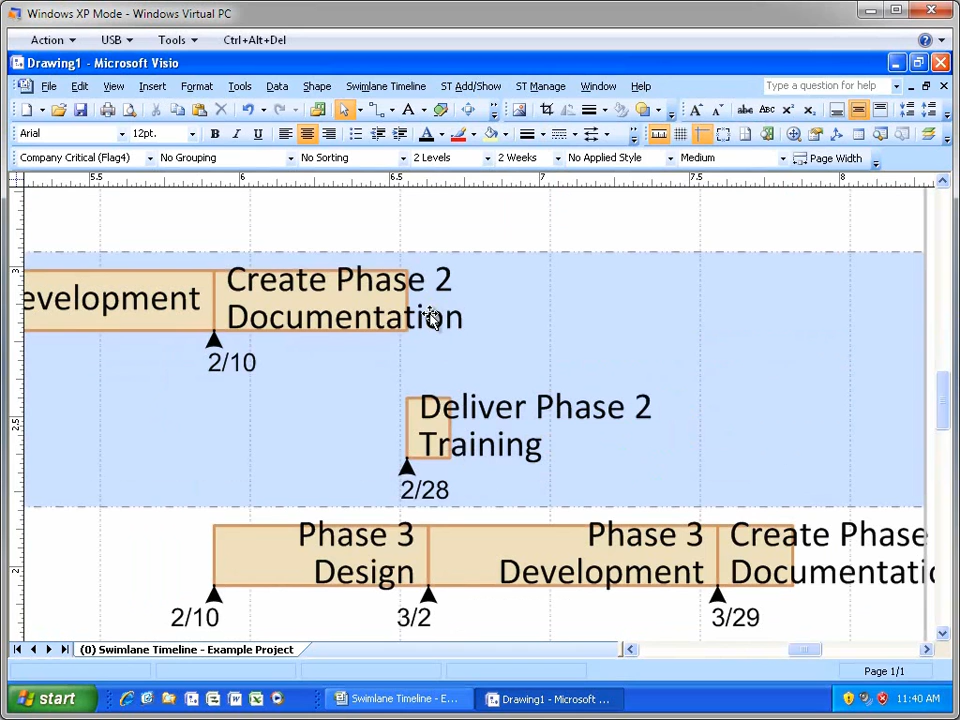 Windows XP Mode - Windows Virtual PC
Action USB Tools Ctrl+Alt+Del
Drawing1 - Microsoft Visio
File Edit View Insert Format Tools Data Shape Swimlane Timeline ST Add/Show ST Manage Window Help Type a question for help
Arial 12pt. B I U
Company Critical (Flag4) No Grouping No Sorting 2 Levels 2 Weeks No Applied Style Medium Page Width
5.5 6 6.5 7 7.5 8
3
2.5
2
evelopment
Create Phase 2
Documentation
2/10
Deliver Phase 2
Training
2/28
Phase 3
Design
Phase 3
Development
Create Phase
Documentatio
2/10
3/2
3/29
(0) Swimlane Timeline - Example Project
Page 1/1
start
Swimlane Timeline - E...
Drawing1 - Microsoft ...
11:40 AM